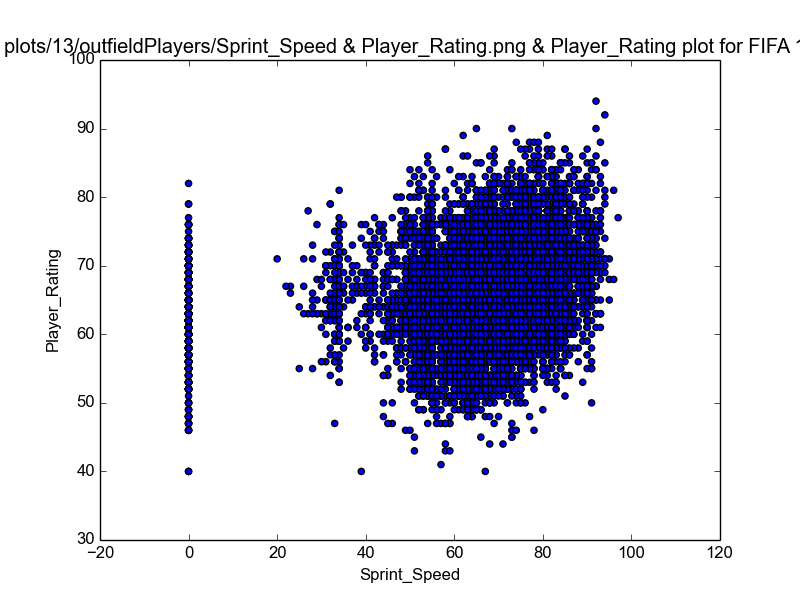 plots/13/outfieldPlayers/Sprint_Speed & Player_Rating.png & Player_Rating plot for FIFA 1
100
90
80
70
60
50
40
30
Player_Rating
−20 0 20 40 60 80 100 120
Sprint_Speed